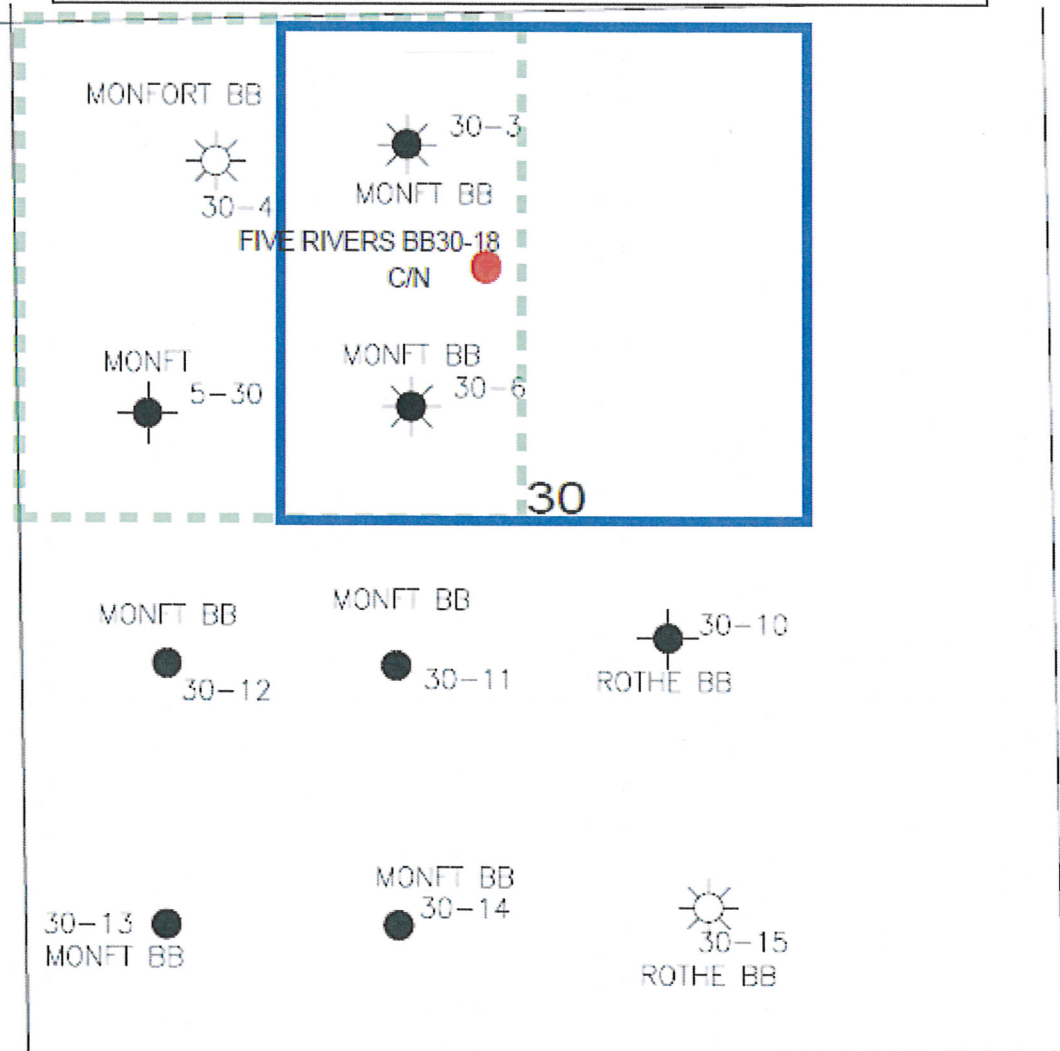 MONFORT BB
30-4
30-3
MONFT BB
FIVE RIVERS BB30-18
C/N
MONFT
5-30
MONFT BB
30-6
30
MONFT BB
30-12
MONFT BB
30-11
30-10
ROTHE BB
30-13
MONFT BB
MONFT BB
30-14
30-15
ROTHE BB